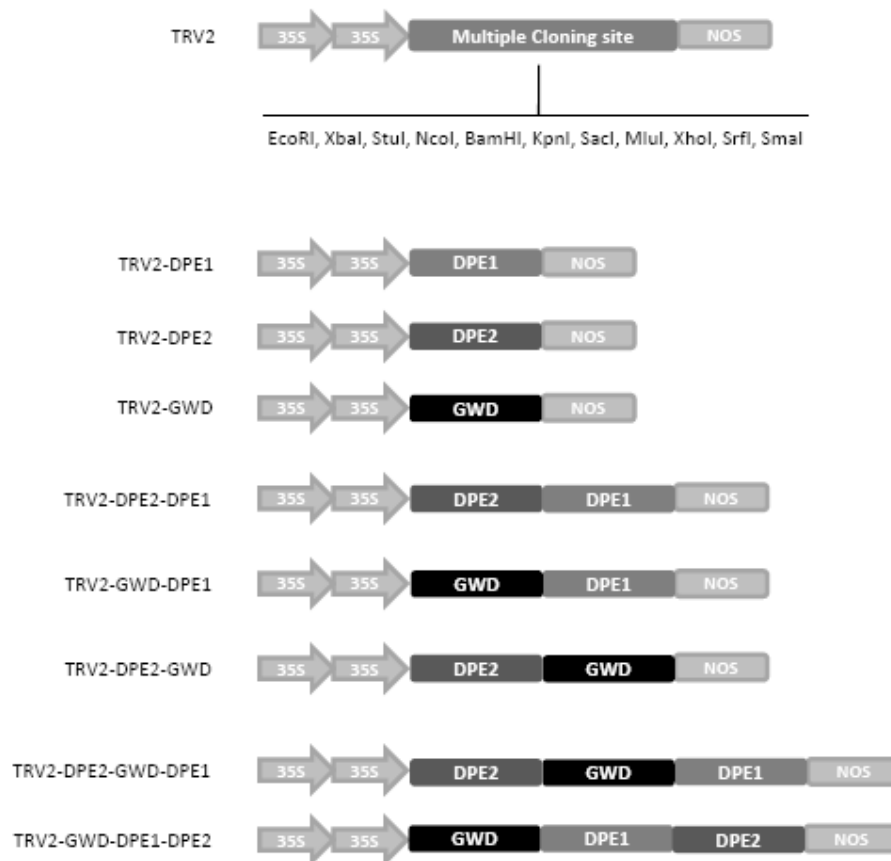 TRV2 35S 35S Multiple Cloning site NOS
EcoRI, XbaI, StuI, NcoI, BamHI, KpnI, SacI, MluI, XhoI, SrfI, SmaI
TRV2-DPE1 35S 35S DPE1 NOS
TRV2-DPE2 35S 35S DPE2 NOS
TRV2-GWD 35S 35S GWD NOS
TRV2-DPE2-DPE1 35S 35S DPE2 DPE1 NOS
TRV2-GWD-DPE1 35S 35S GWD DPE1 NOS
TRV2-DPE2-GWD 35S 35S DPE2 GWD NOS
TRV2-DPE2-GWD-DPE1 35S 35S DPE2 GWD DPE1 NOS
TRV2-GWD-DPE1-DPE2 35S 35S GWD DPE1 DPE2 NOS